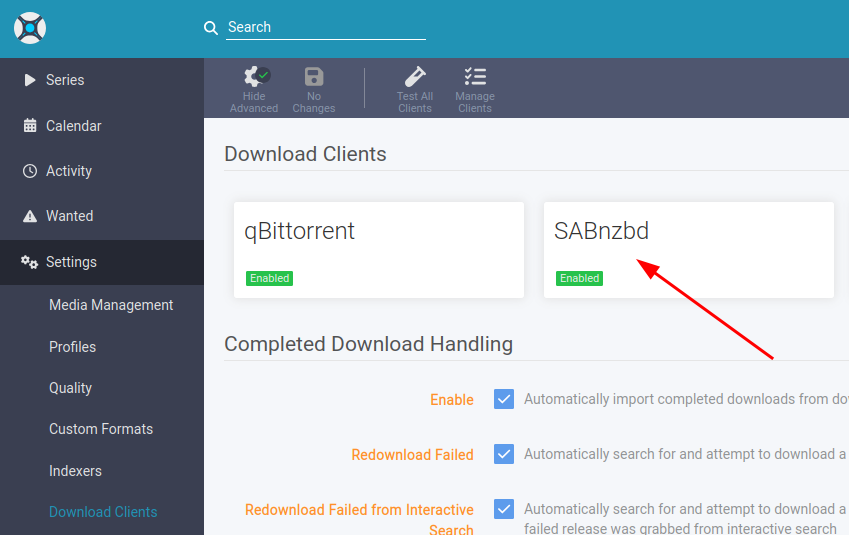 Search
Series
Calendar
Activity
Wanted
Settings
Media Management
Profiles
Quality
Custom Formats
Indexers
Download Clients
Hide
Advanced
No
Changes
Test All
Clients
Manage
Clients
Download Clients
qBittorrent
Enabled
SABnzbd
Enabled
Completed Download Handling
Enable
Automatically import completed downloads from do
Redownload Failed
Automatically search for and attempt to download a
Redownload Failed from Interactive
Search
Automatically search for and attempt to download a
failed release was grabbed from interactive search